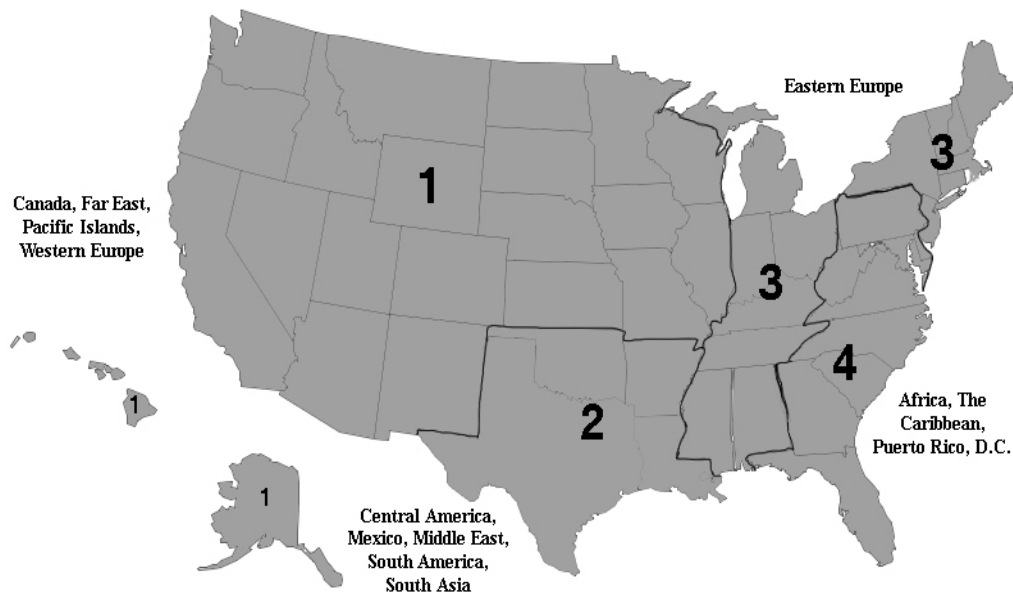 Eastern Europe
3
1
Canada, Far East,
Pacific Islands,
Western Europe
3
4
1
2
Africa, The
Caribbean,
Puerto Rico, D.C.
1
Central America,
Mexico, Middle East,
South America,
South Asia